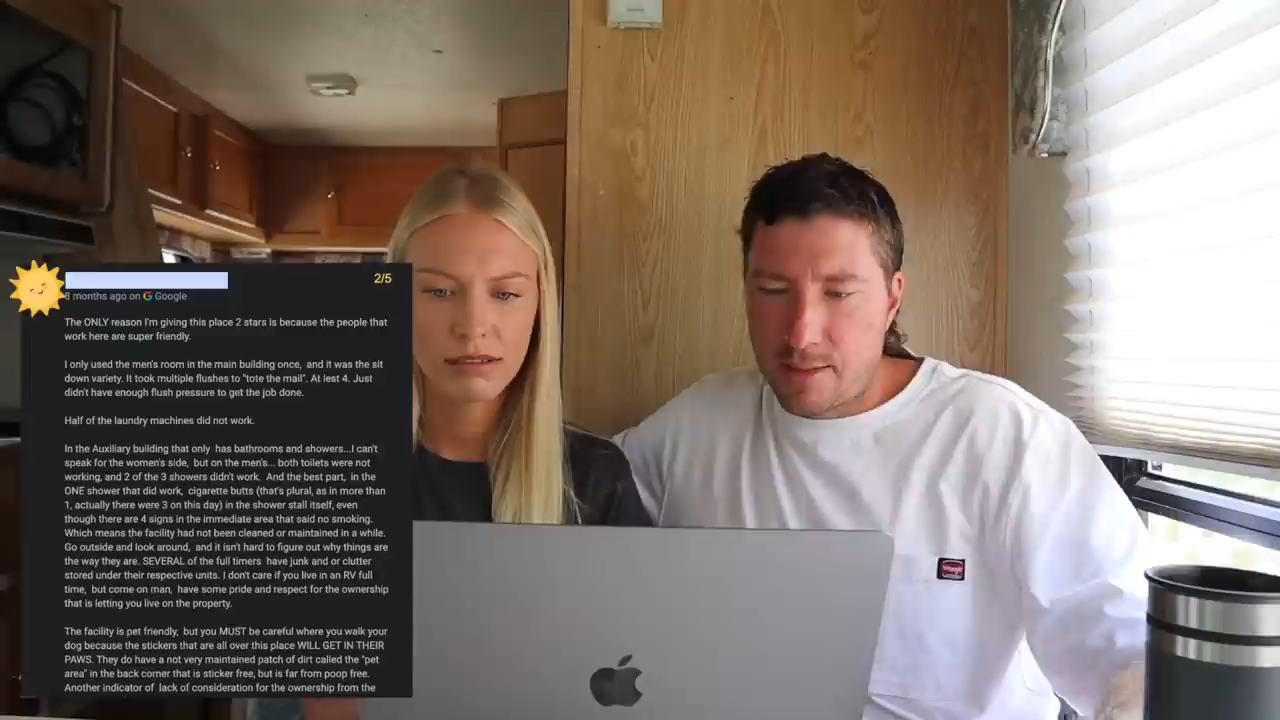 2/5
8 months ago on Google
The ONLY reason I'm giving this place 2 stars is because the people that
work here are super friendly.
I only used the men's room in the main building once, and it was the sit
down variety. It took multiple flushes to "tote the mail". At lest 4. Just
didn't have enough flush pressure to get the job done.
Half of the laundry machines did not work.
In the Auxiliary building that only has bathrooms and showers...I can't
speak for the women's side, but on the men's... both toilets were not
working, and 2 of the 3 showers didn't work. And the best part, in the
ONE shower that did work, cigarette butts (that's plural, as in more than
1, actually there were 3 on this day) in the shower stall itself, even
though there are 4 signs in the immediate area that said no smoking.
Which means the facility had not been cleaned or maintained in a while.
Go outside and look around, and it isn't hard to figure out why things are
the way they are. SEVERAL of the full timers have junk and or clutter
stored under their respective units. I don't care if you live in an RV full
time, but come on man, have some pride and respect for the ownership
that is letting you live on the property.
The facility is pet friendly, but you MUST be careful where you walk your
dog because the stickers that are all over this place WILL GET IN THEIR
PAWS. They do have a not very maintained patch of dirt called the "pet
area" in the back corner that is sticker free, but is far from poop free.
Another indicator of lack of consideration for the ownership from the
Wrangler